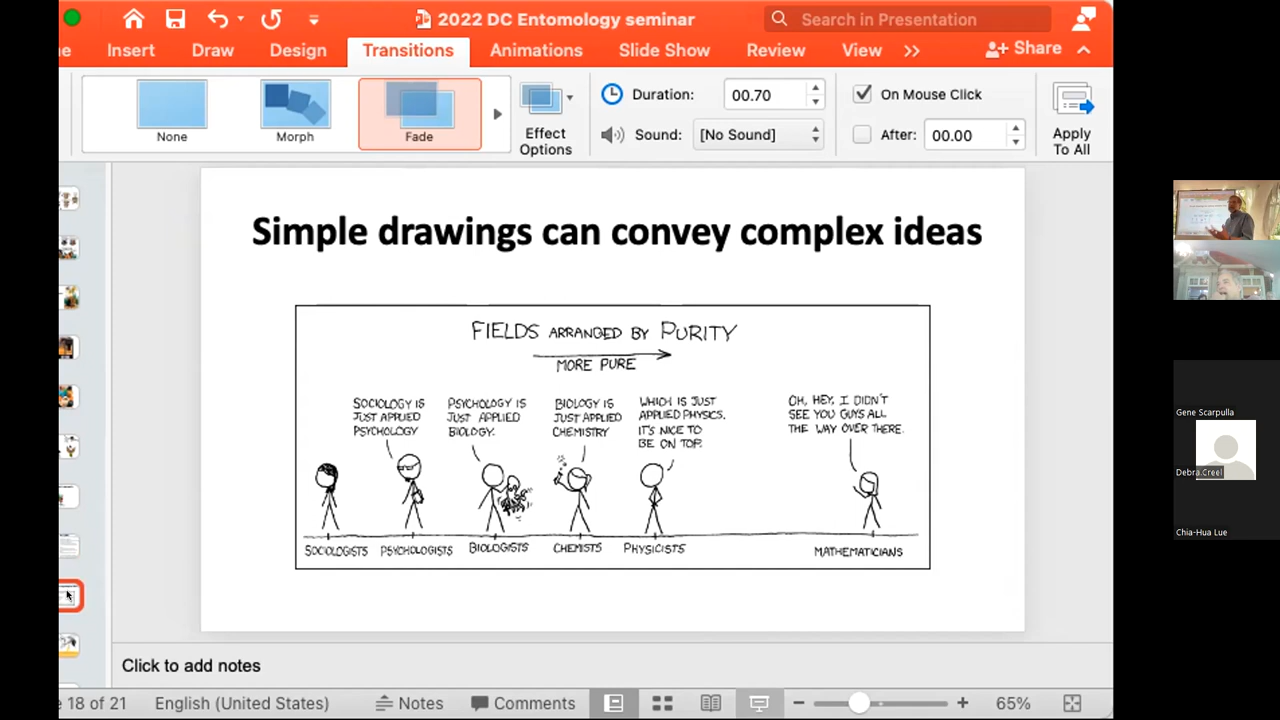 2022 DC Entomology seminar
Search in Presentation
ne
Insert
Draw
Design
Transitions
Animations
Slide Show
Review
View
Share
None
Morph
Fade
Effect
Options
Duration:
00.70
Sound:
[No Sound]
On Mouse Click
After:
00.00
Apply
To All
Simple drawings can convey complex ideas
FIELDS ARRANGED BY PURITY
MORE PURE
SOCIOLOGY IS
JUST APPLIED
PSYCHOLOGY
PSYCHOLOGY IS
JUST APPLIED
BIOLOGY.
BIOLOGY IS
JUST APPLIED
CHEMISTRY
WHICH IS JUST
APPLIED PHYSICS.
IT'S NICE TO
BE ON TOP.
OH, HEY, I DIDN'T
SEE YOU GUYS ALL
THE WAY OVER THERE.
SOCIOLOGISTS
PSYCHOLOGISTS
BIOLOGISTS
CHEMISTS
PHYSICISTS
MATHEMATICIANS
Gene Scarpulla
Debra.Creel
Chia-Hua Lue
Click to add notes
e 18 of 21
English (United States)
Notes
Comments
65%